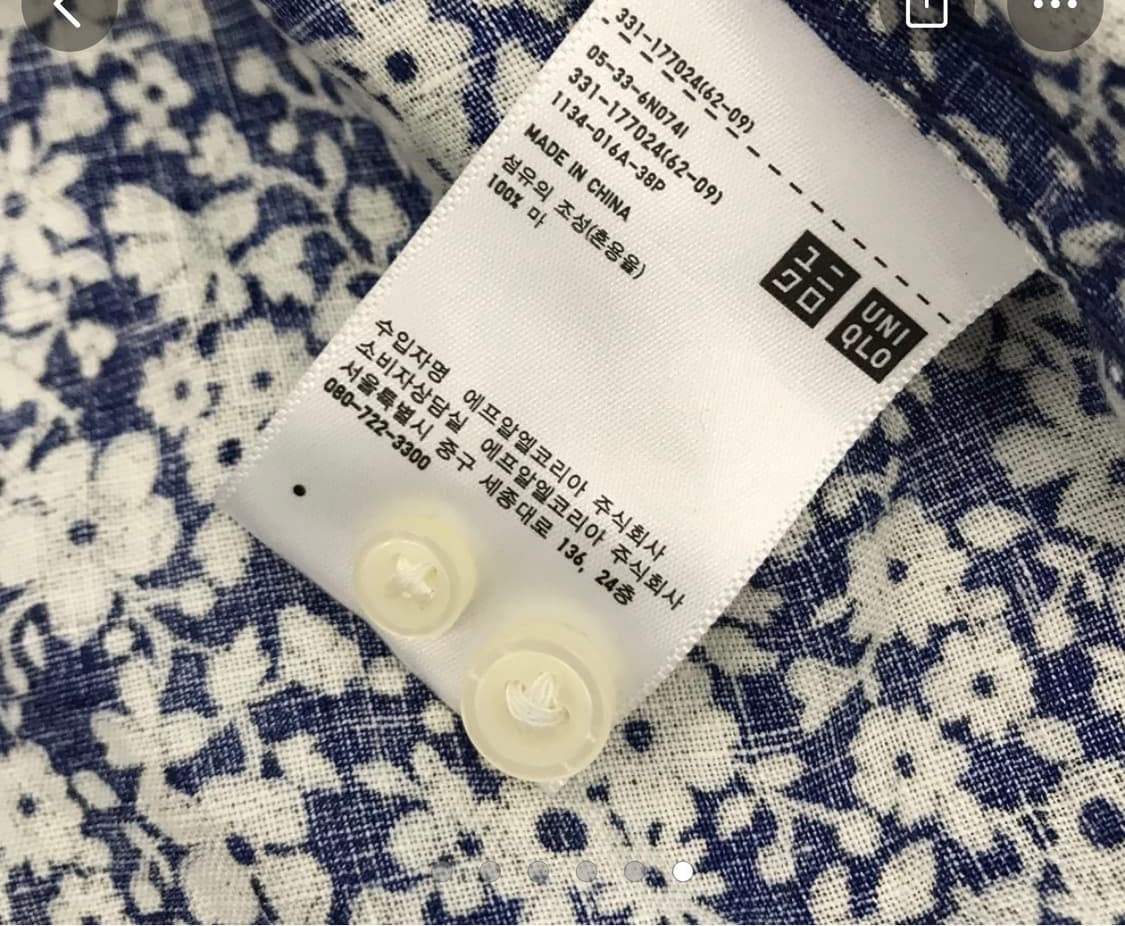 331-177024(62-09)
05-33-6N0741
331-177024(62-09)
1134-016A-38P
MADE IN CHINA
섬유의 조성(혼용율)
100% 마
ユニ
クロ
UNI
QLO
수입자명 에프알엘코리아 주식회사
소비자상담실 에프알엘코리아 주식회사
서울특별시 중구 세종대로 136, 24층
080-722-3300